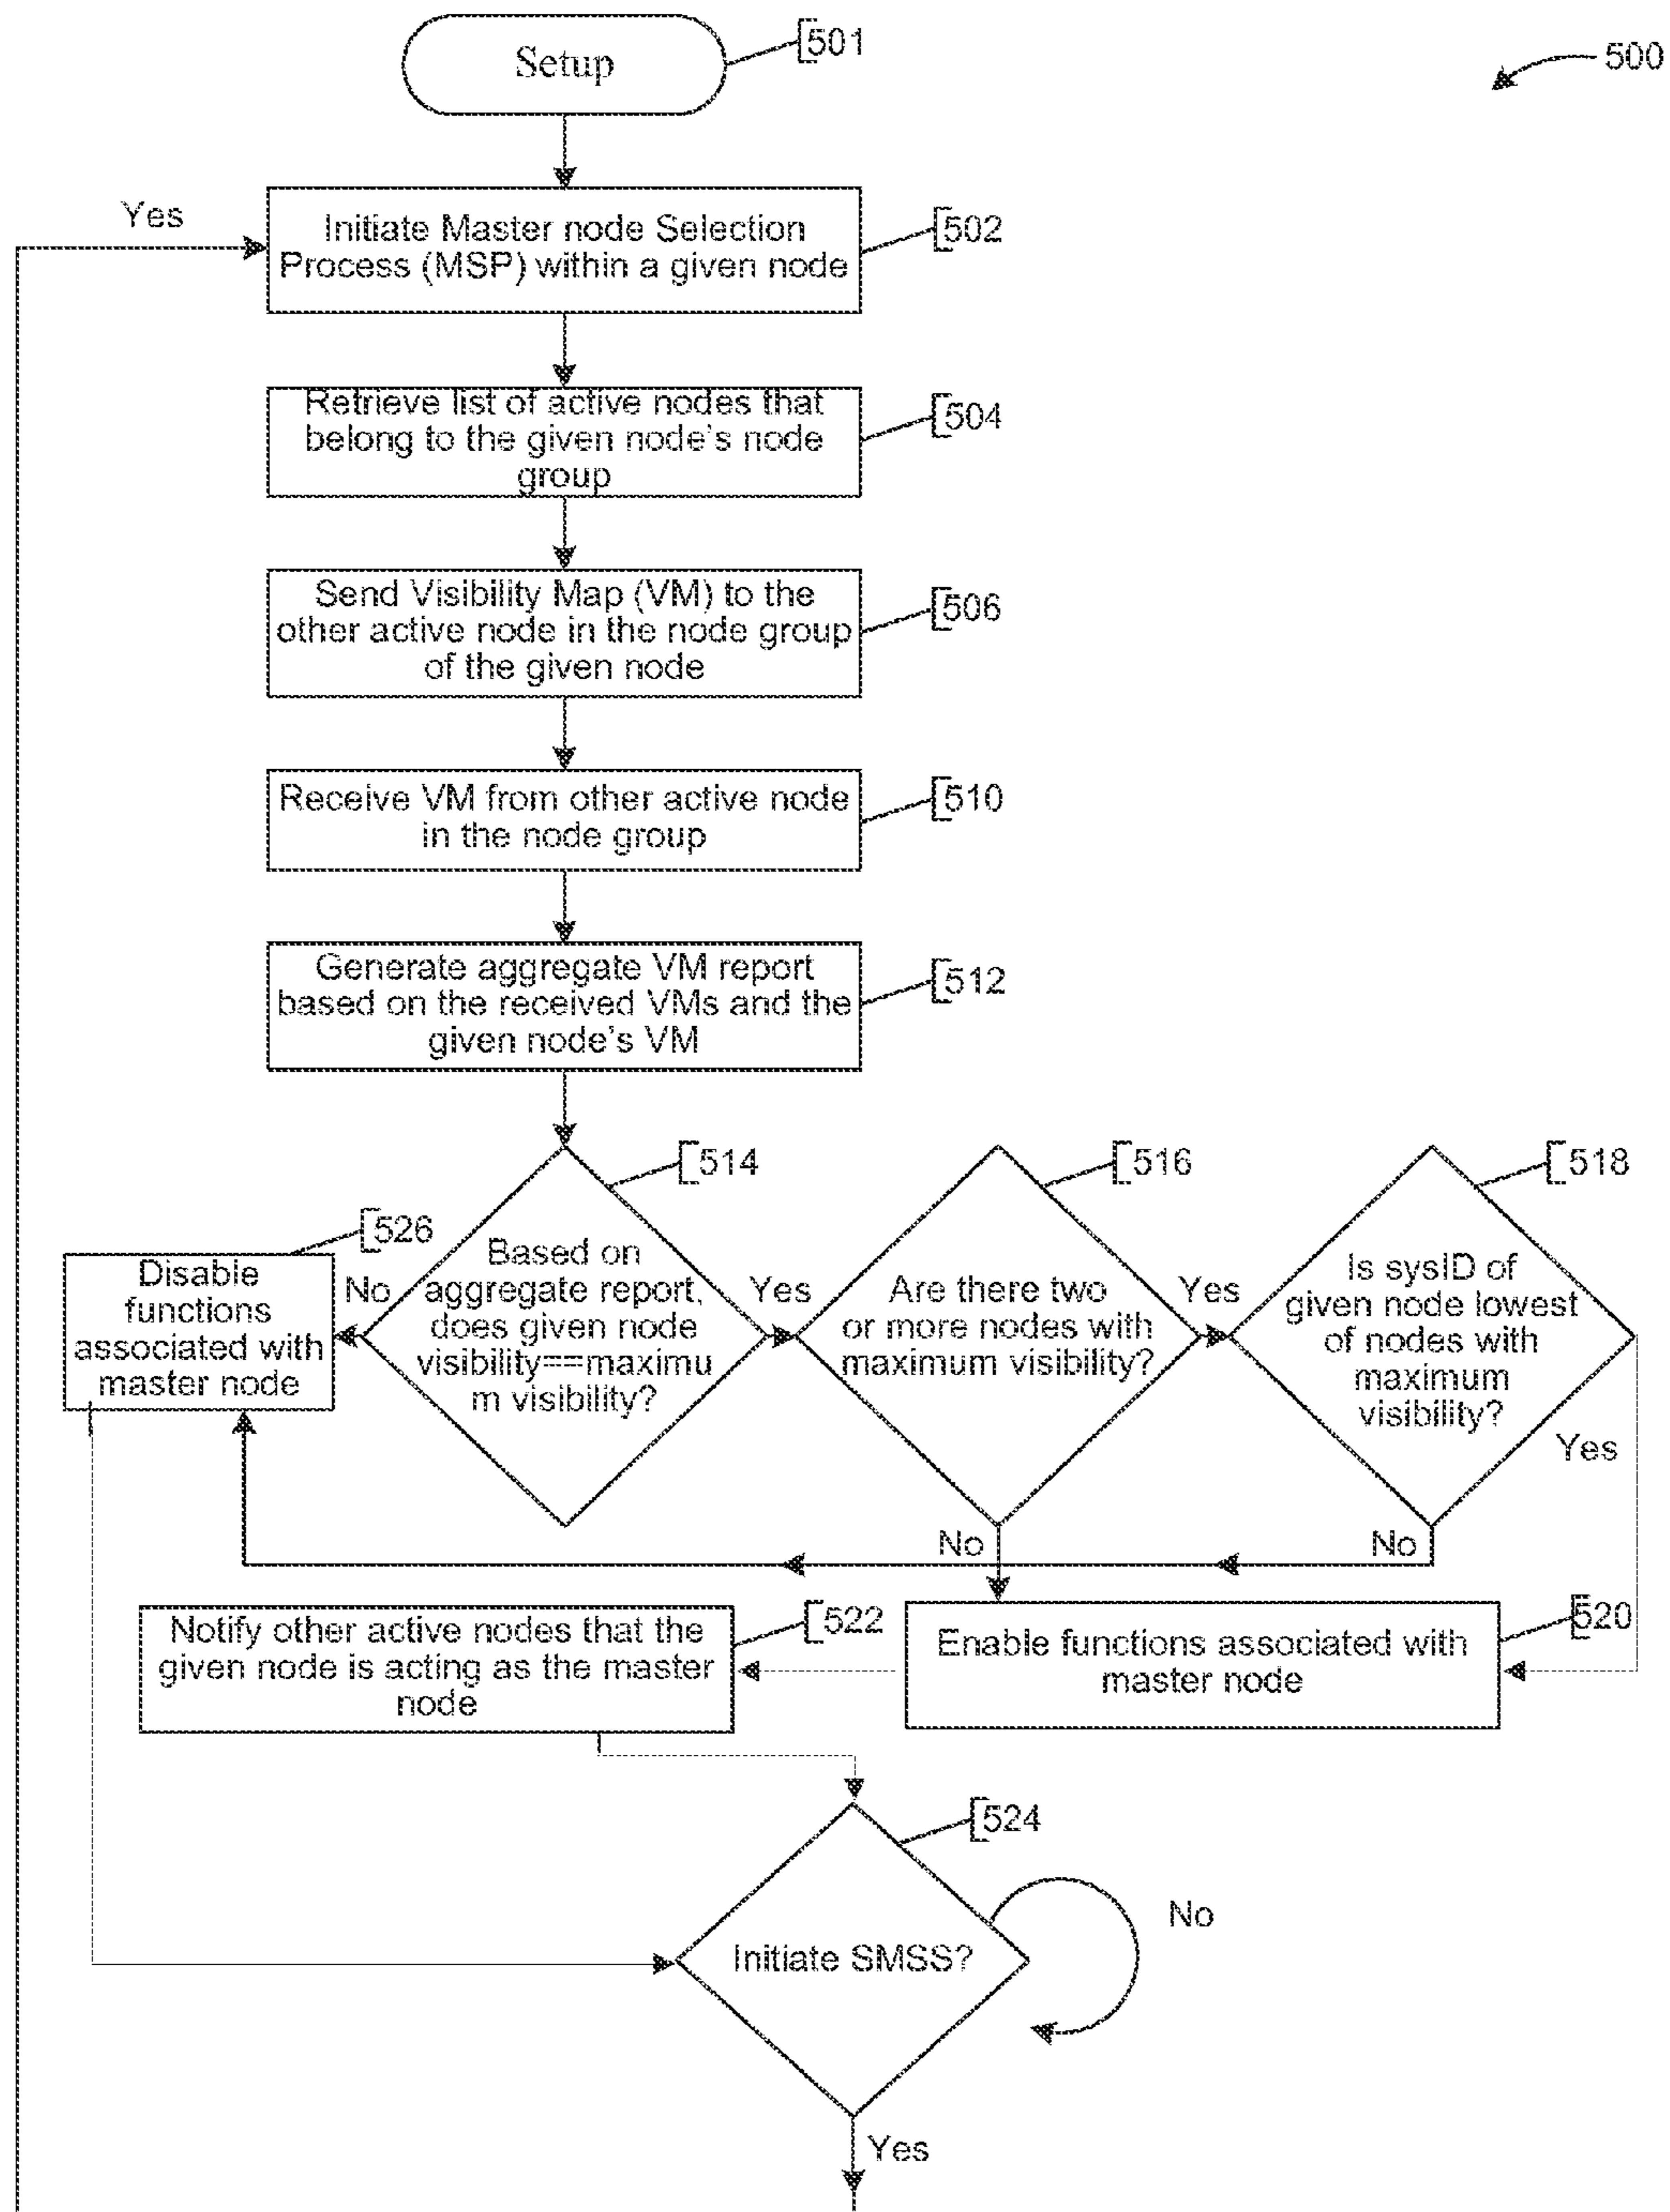 Setup
501
500
Yes
Initiate Master node Selection
Process (MSP) within a given node
502
Retrieve list of active nodes that
belong to the given node's node
group
504
Send Visibility Map (VM) to the
other active node in the node group
of the given node
506
Receive VM from other active node
in the node group
510
Generate aggregate VM report
based on the received VMs and the
given node's VM
512
514
516
518
526
Disable
functions
associated with
master node
No
Based on
aggregate report,
does given node
visibility==maximu
m visibility?
Yes
Are there two
or more nodes with
maximum visibility?
Yes
Is sysID of
given node lowest
of nodes with
maximum
visibility?
Yes
No
No
Notify other active nodes that the
given node is acting as the master
node
522
Enable functions associated with
master node
520
524
Initiate SMSS?
No
Yes